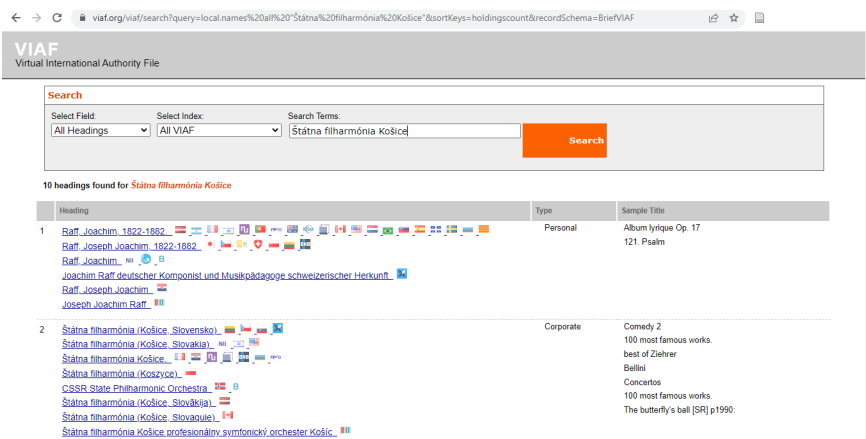 viaf.org/viaf/search?query=local.names%20all%20"Štátna%20filharmónia%20Košice"&sortKeys=holdingscount&recordSchema=BriefVIAF
VIAF
Virtual International Authority File
Search
Select Field: Select Index: Search Terms:
All Headings All VIAF Štátna filharmónia Košice Search
10 headings found for Štátna filharmónia Košice
Heading Type Sample Title
1 Raff, Joachim, 1822-1882. Personal Album lyrique Op. 17
Raff, Joseph Joachim, 1822-1882 121. Psalm
Raff, Joachim NII B
Joachim Raff deutscher Komponist und Musikpädagoge schweizerischer Herkunft
Raff, Joseph Joachim
Joseph Joachim Raff
2 Štátna filharmónia (Košice, Slovensko) Corporate Comedy 2
Štátna filharmónia (Košice, Slovakia) NII 100 most famous works.
Štátna filharmónia Košice. best of Ziehrer
Štátna filharmónia (Koszyce) Bellini
CSSR State Philharmonic Orchestra B Concertos
Štátna filharmónia (Košice, Slovākija) 100 most famous works.
Štátna filharmónia (Košice, Slovaquie) The butterfly's ball [SR] p1990:
Štátna filharmónia Košice profesionálny symfonický orchester Košíc